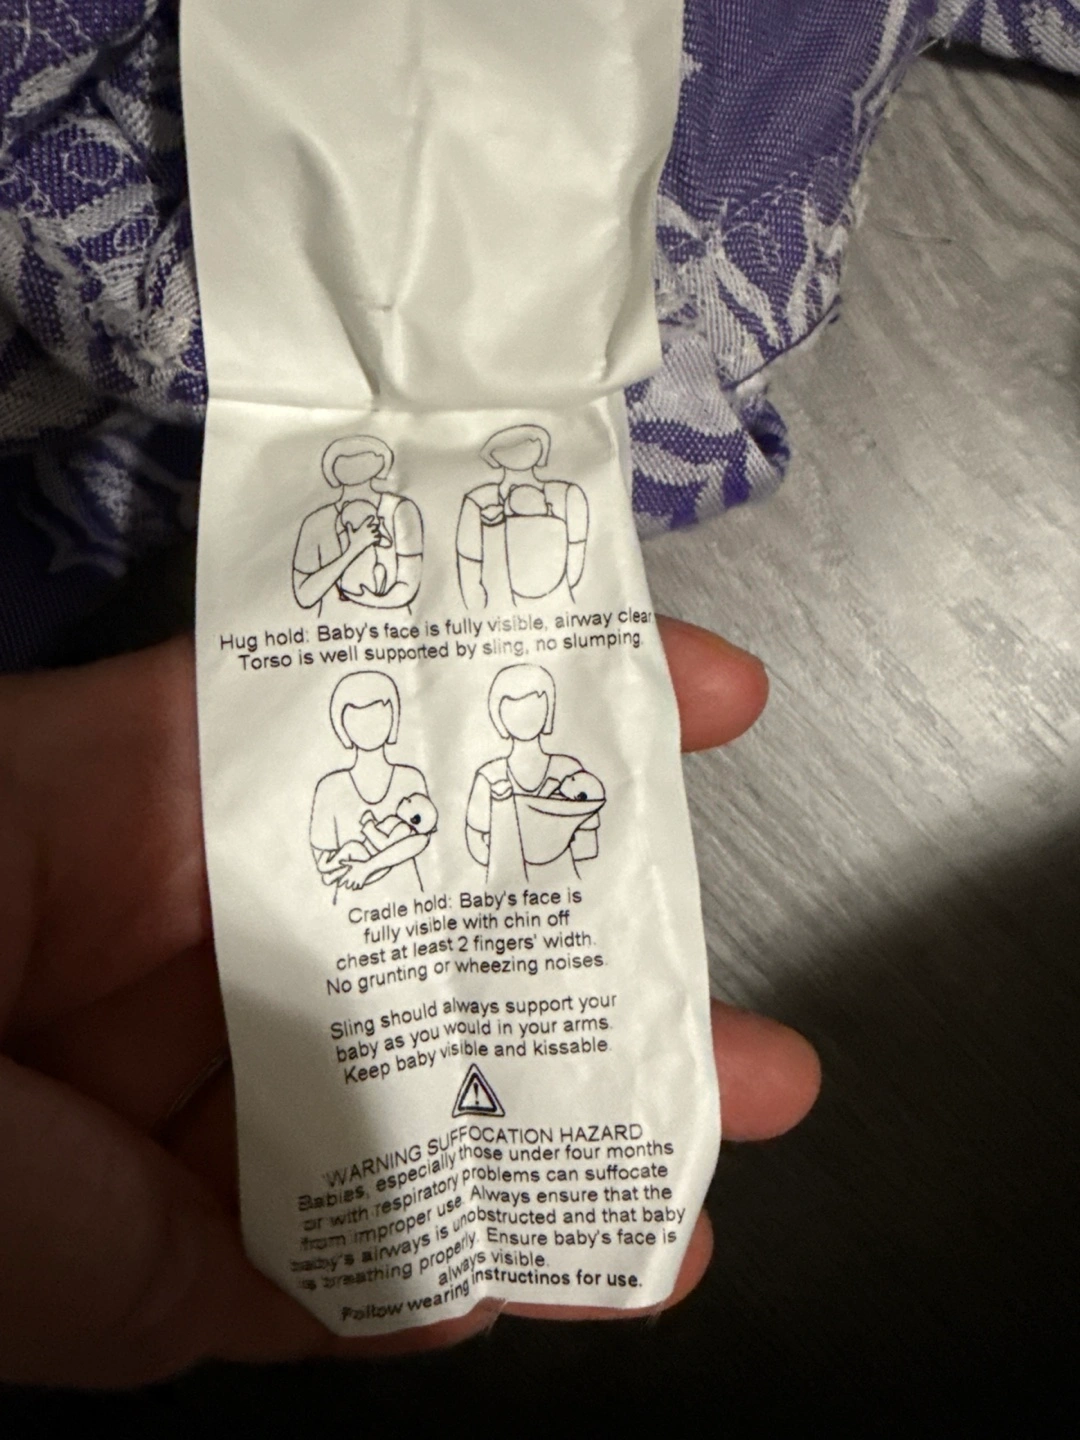 Hug hold: Baby's face is fully visible, airway clear
Torso is well supported by sling, no slumping.
Cradle hold: Baby's face is
fully visible with chin off
chest at least 2 fingers' width.
No grunting or wheezing noises.
Sling should always support your
baby as you would in your arms.
Keep baby visible and kissable.
WARNING SUFFOCATION HAZARD
Babies, especially those under four months
or with respiratory problems can suffocate
from improper use. Always ensure that the
baby's airways is unobstructed and that baby
is breathing properly. Ensure baby's face is
always visible.
Follow wearing instructinos for use.